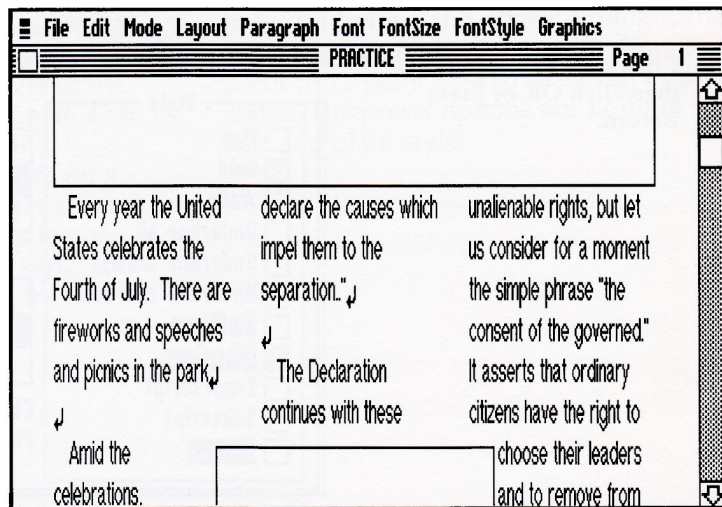 File Edit Mode Layout Paragraph Font FontSize FontStyle Graphics
PRACTICE Page 1
Every year the United
States celebrates the
Fourth of July. There are
fireworks and speeches
and picnics in the park
Amid the
celebrations.
declare the causes which
impel them to the
separation."
The Declaration
continues with these
unalienable rights, but let
us consider for a moment
the simple phrase "the
consent of the governed."
It asserts that ordinary
citizens have the right to
choose their leaders
and to remove from